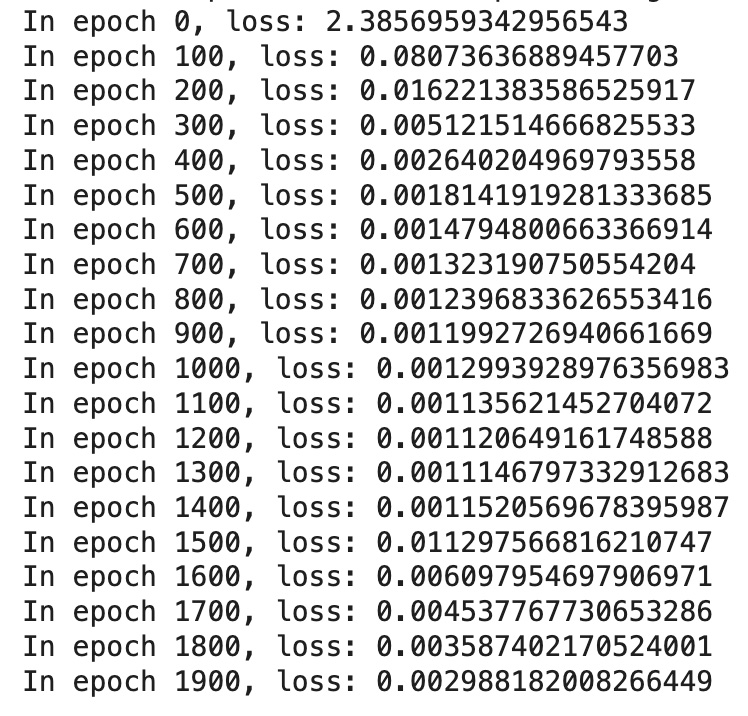 In epoch 0, loss: 2.3856959342956543
In epoch 100, loss: 0.08073636889457703
In epoch 200, loss: 0.016221383586525917
In epoch 300, loss: 0.005121514666825533
In epoch 400, loss: 0.002640204969793558
In epoch 500, loss: 0.0018141919281333685
In epoch 600, loss: 0.0014794800663366914
In epoch 700, loss: 0.001323190750554204
In epoch 800, loss: 0.0012396833626553416
In epoch 900, loss: 0.0011992726940661669
In epoch 1000, loss: 0.0012993928976356983
In epoch 1100, loss: 0.001135621452704072
In epoch 1200, loss: 0.001120649161748588
In epoch 1300, loss: 0.0011146797332912683
In epoch 1400, loss: 0.0011520569678395987
In epoch 1500, loss: 0.011297566816210747
In epoch 1600, loss: 0.006097954697906971
In epoch 1700, loss: 0.004537767730653286
In epoch 1800, loss: 0.003587402170524001
In epoch 1900, loss: 0.002988182008266449